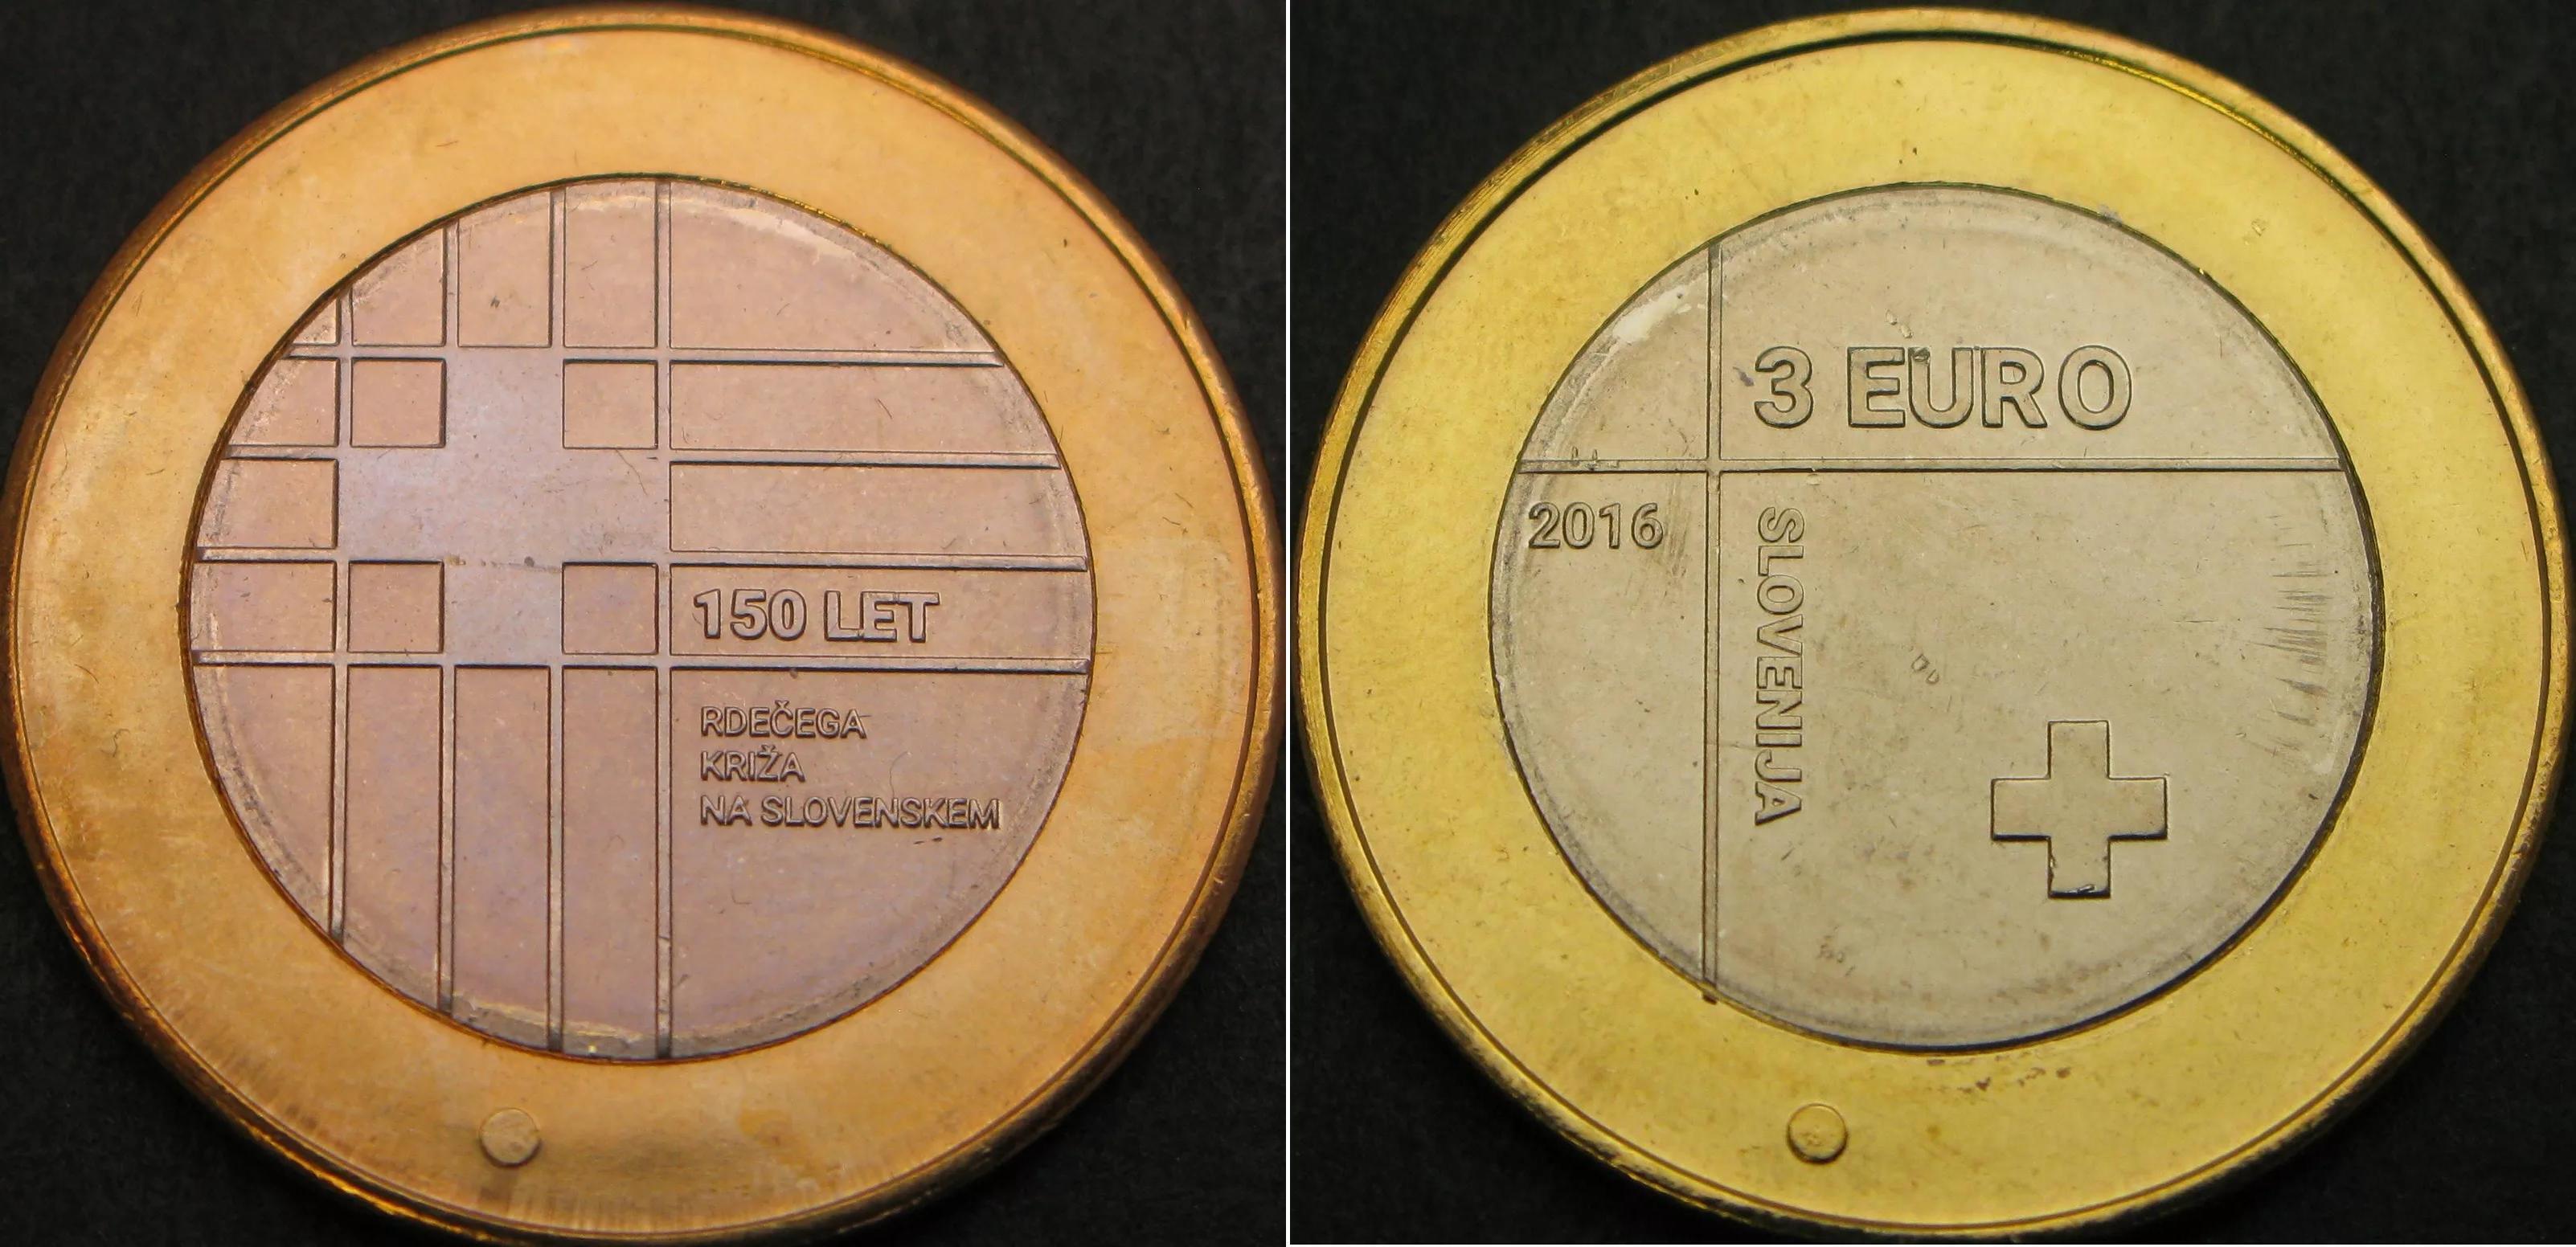 150 LET
RDEČEGA
KRIŽA
NA SLOVENSKEM
3 EURO
2016
SLOVENIJA